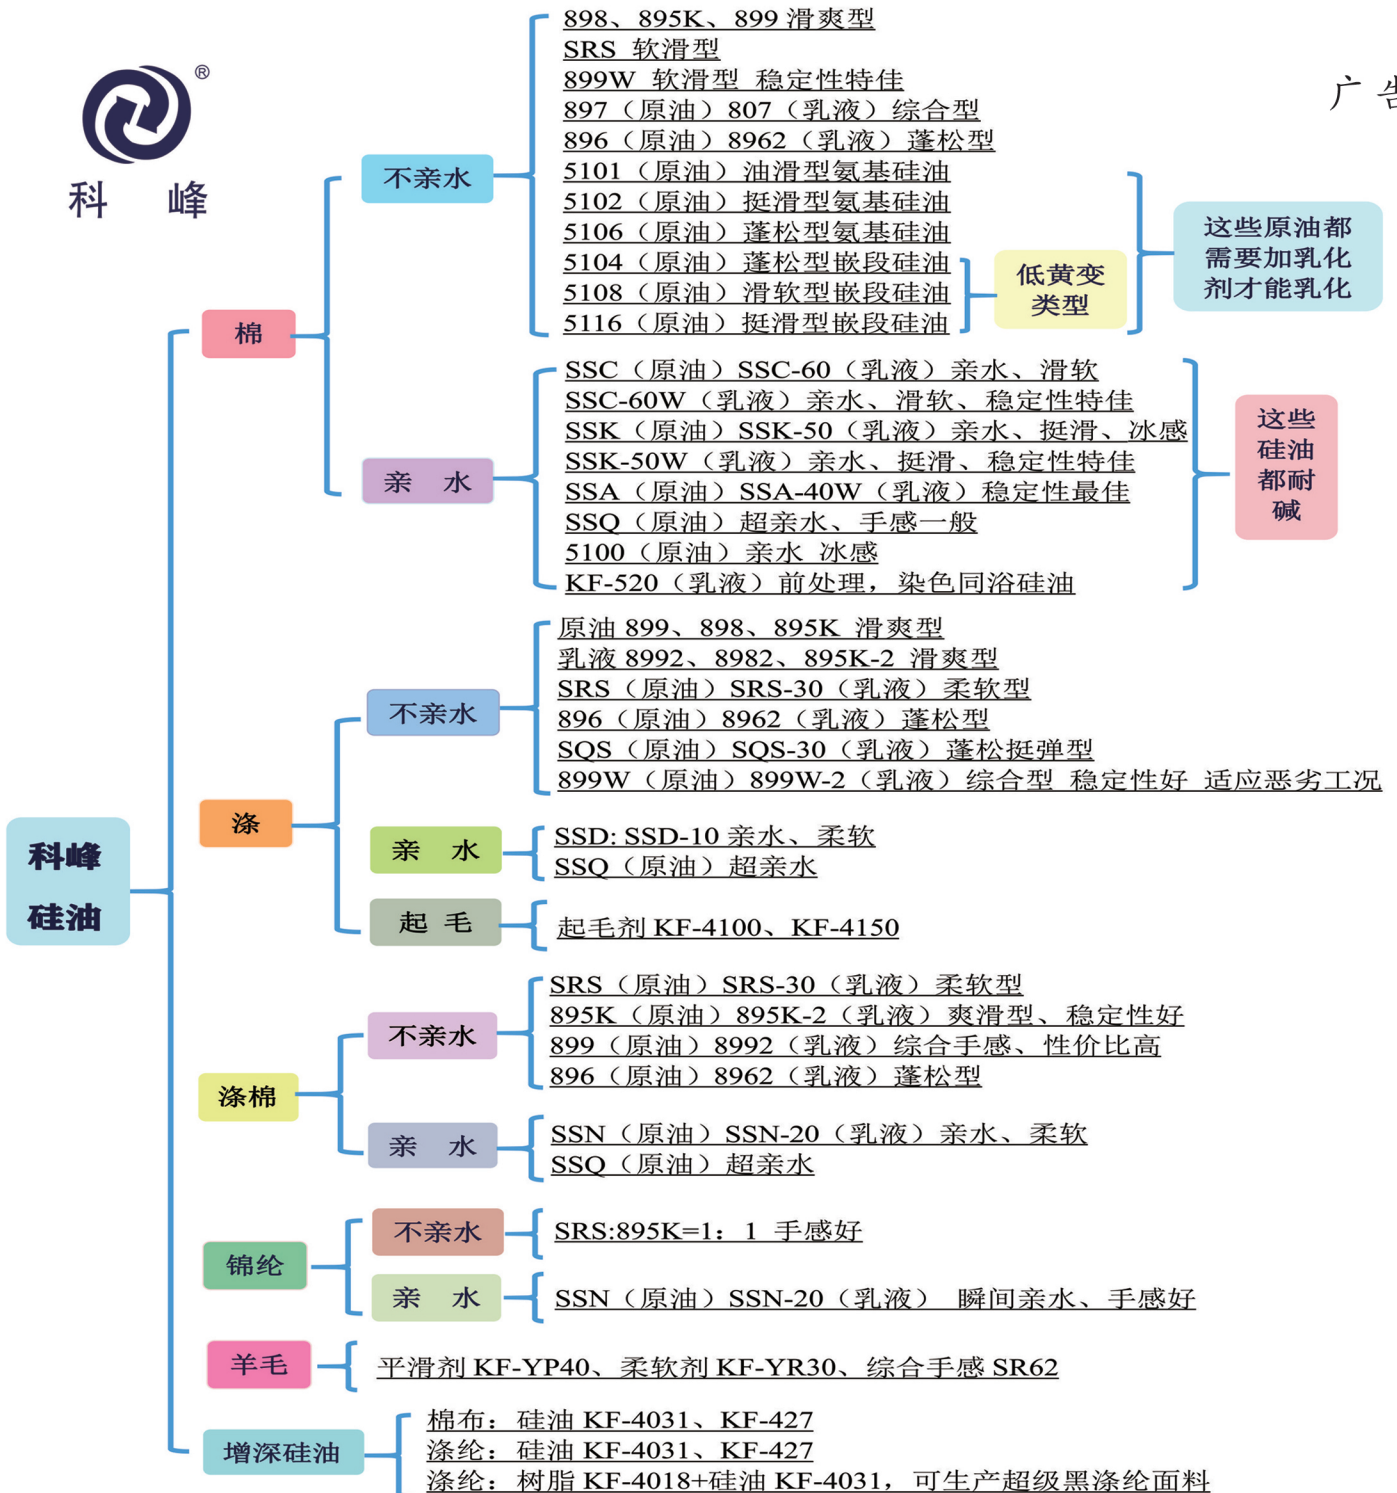 898、895K、899 滑爽型
SRS 软滑型
899W 软滑型 稳定性特佳
897（原油）807（乳液）综合型
896（原油）8962（乳液）蓬松型
5101（原油）油滑型氨基硅油
5102（原油）挺滑型氨基硅油
5106（原油）蓬松型氨基硅油
5104（原油）蓬松型嵌段硅油
5108（原油）滑软型嵌段硅油
5116（原油）挺滑型嵌段硅油
®
科 峰
广告
不亲水
低黄变
类型
这些原油都
需要加乳化
剂才能乳化
棉
SSC（原油）SSC-60（乳液）亲水、滑软
SSC-60W（乳液）亲水、滑软、稳定性特佳
SSK（原油）SSK-50（乳液）亲水、挺滑、冰感
SSK-50W（乳液）亲水、挺滑、稳定性特佳
SSA（原油）SSA-40W（乳液）稳定性最佳
SSQ（原油）超亲水、手感一般
5100（原油）亲水 冰感
KF-520（乳液）前处理，染色同浴硅油
亲 水
这些
硅油
都耐
碱
原油 899、898、895K 滑爽型
乳液 8992、8982、895K-2 滑爽型
SRS（原油）SRS-30（乳液）柔软型
896（原油）8962（乳液）蓬松型
SQS（原油）SQS-30（乳液）蓬松挺弹型
899W（原油）899W-2（乳液）综合型 稳定性好 适应恶劣工况
不亲水
涤
亲 水
SSD: SSD-10 亲水、柔软
SSQ（原油）超亲水
科峰
硅油
起 毛
起毛剂 KF-4100、KF-4150
SRS（原油）SRS-30（乳液）柔软型
895K（原油）895K-2（乳液）爽滑型、稳定性好
899（原油）8992（乳液）综合手感、性价比高
896（原油）8962（乳液）蓬松型
不亲水
涤棉
亲 水
SSN（原油）SSN-20（乳液）亲水、柔软
SSQ（原油）超亲水
不亲水
SRS:895K=1：1 手感好
锦纶
亲 水
SSN（原油）SSN-20（乳液） 瞬间亲水、手感好
羊毛
平滑剂 KF-YP40、柔软剂 KF-YR30、综合手感 SR62
增深硅油
棉布：硅油 KF-4031、KF-427
涤纶：硅油 KF-4031、KF-427
涤纶：树脂 KF-4018+硅油 KF-4031，可生产超级黑涤纶面料